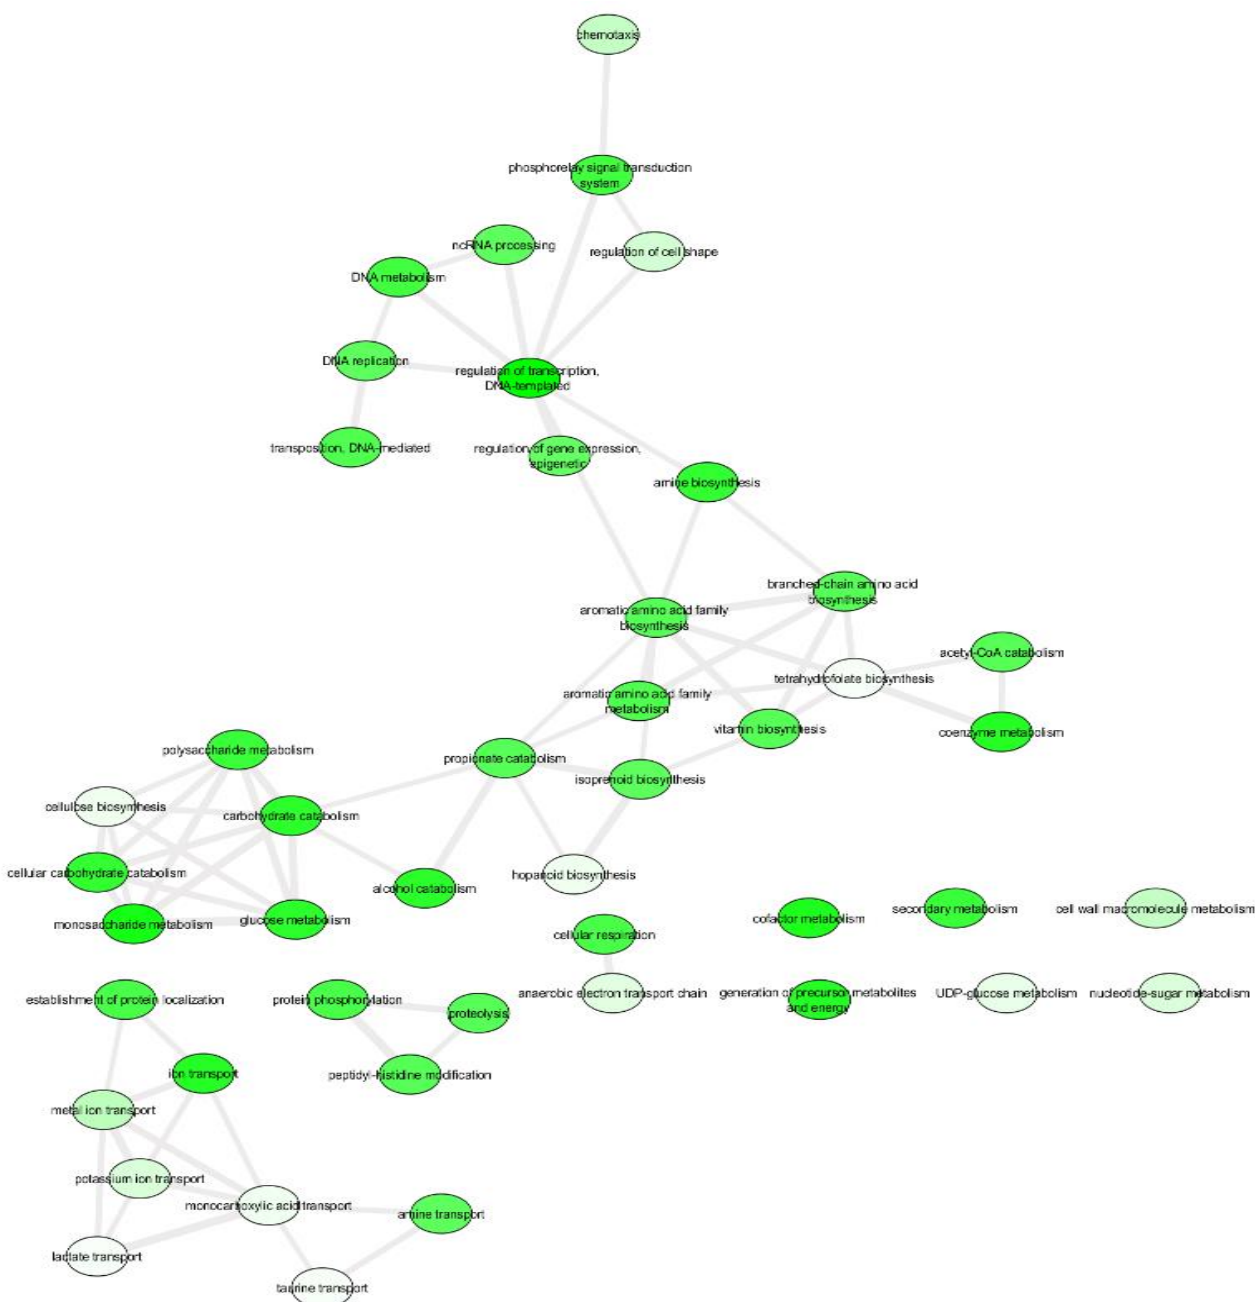 chemotaxis
phosphorelay signal transduction
system
ncRNA processing
regulation of cell shape
DNA metabolism
DNA replication
regulation of transcription,
DNA-templated
transposition, DNA-mediated
regulation of gene expression,
epigenetic
amine biosynthesis
branched-chain amino acid
biosynthesis
aromatic amino acid family
biosynthesis
acetyl-CoA catabolism
tetrahydrofolate biosynthesis
aromatic amino acid family
metabolism
vitamin biosynthesis
coenzyme metabolism
polysaccharide metabolism
propionate catabolism
isoprenoid biosynthesis
cellulose biosynthesis
carbohydrate catabolism
cellular carbohydrate catabolism
hopanoid biosynthesis
alcohol catabolism
monosaccharide metabolism
glucose metabolism
cofactor metabolism
secondary metabolism
cell wall macromolecule metabolism
cellular respiration
establishment of protein localization
protein phosphorylation
anaerobic electron transport chain
generation of precursor metabolites
and energy
UDP-glucose metabolism
nucleotide-sugar metabolism
proteolysis
ion transport
peptidyl-histidine modification
metal ion transport
potassium ion transport
monocarboxylic acid transport
amine transport
lactate transport
taurine transport